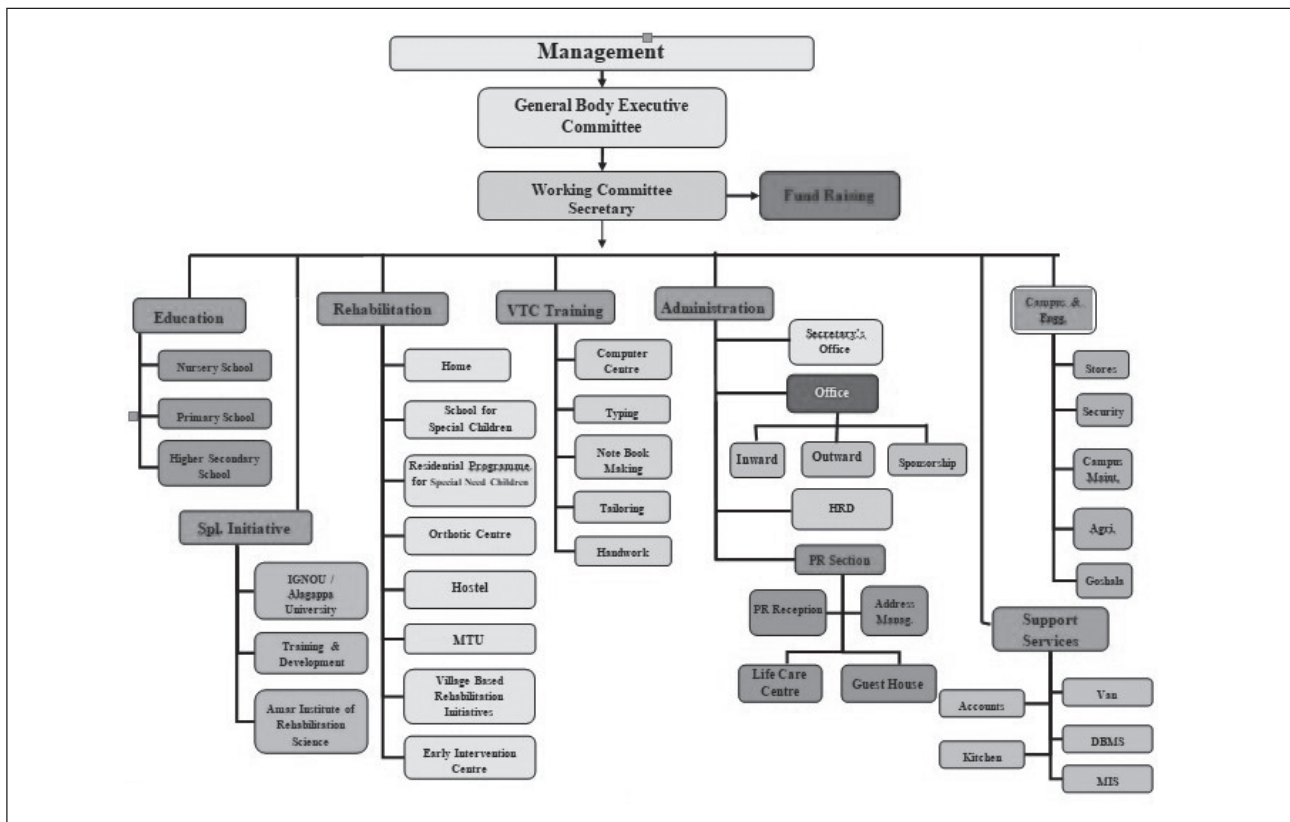 Management
General Body Executive
Committee
Working Committee
Secretary
Fund Raising
Education
Nursery School
Primary School
Higher Secondary
School
Spl. Initiative
IGNOU /
Alagappa
University
Training &
Development
Amar Institute of
Rehabilitation
Science
Rehabilitation
Home
School for
Special Children
Residential Programme
for Special Need Children
Orthotic Centre
Hostel
MTU
Village Based
Rehabilitation
Initiatives
Early Intervention
Centre
VTC Training
Computer
Centre
Typing
Note Book
Making
Tailoring
Handwork
Administration
Secretary's
Office
Office
Inward
Outward
Sponsorship
HRD
PR Section
PR Reception
Address
Manag.
Life Care
Centre
Guest House
Campus &
Engg.
Stores
Security
Campus
Maint.
Agri.
Goshala
Support
Services
Accounts
Van
Kitchen
DBMS
MIS